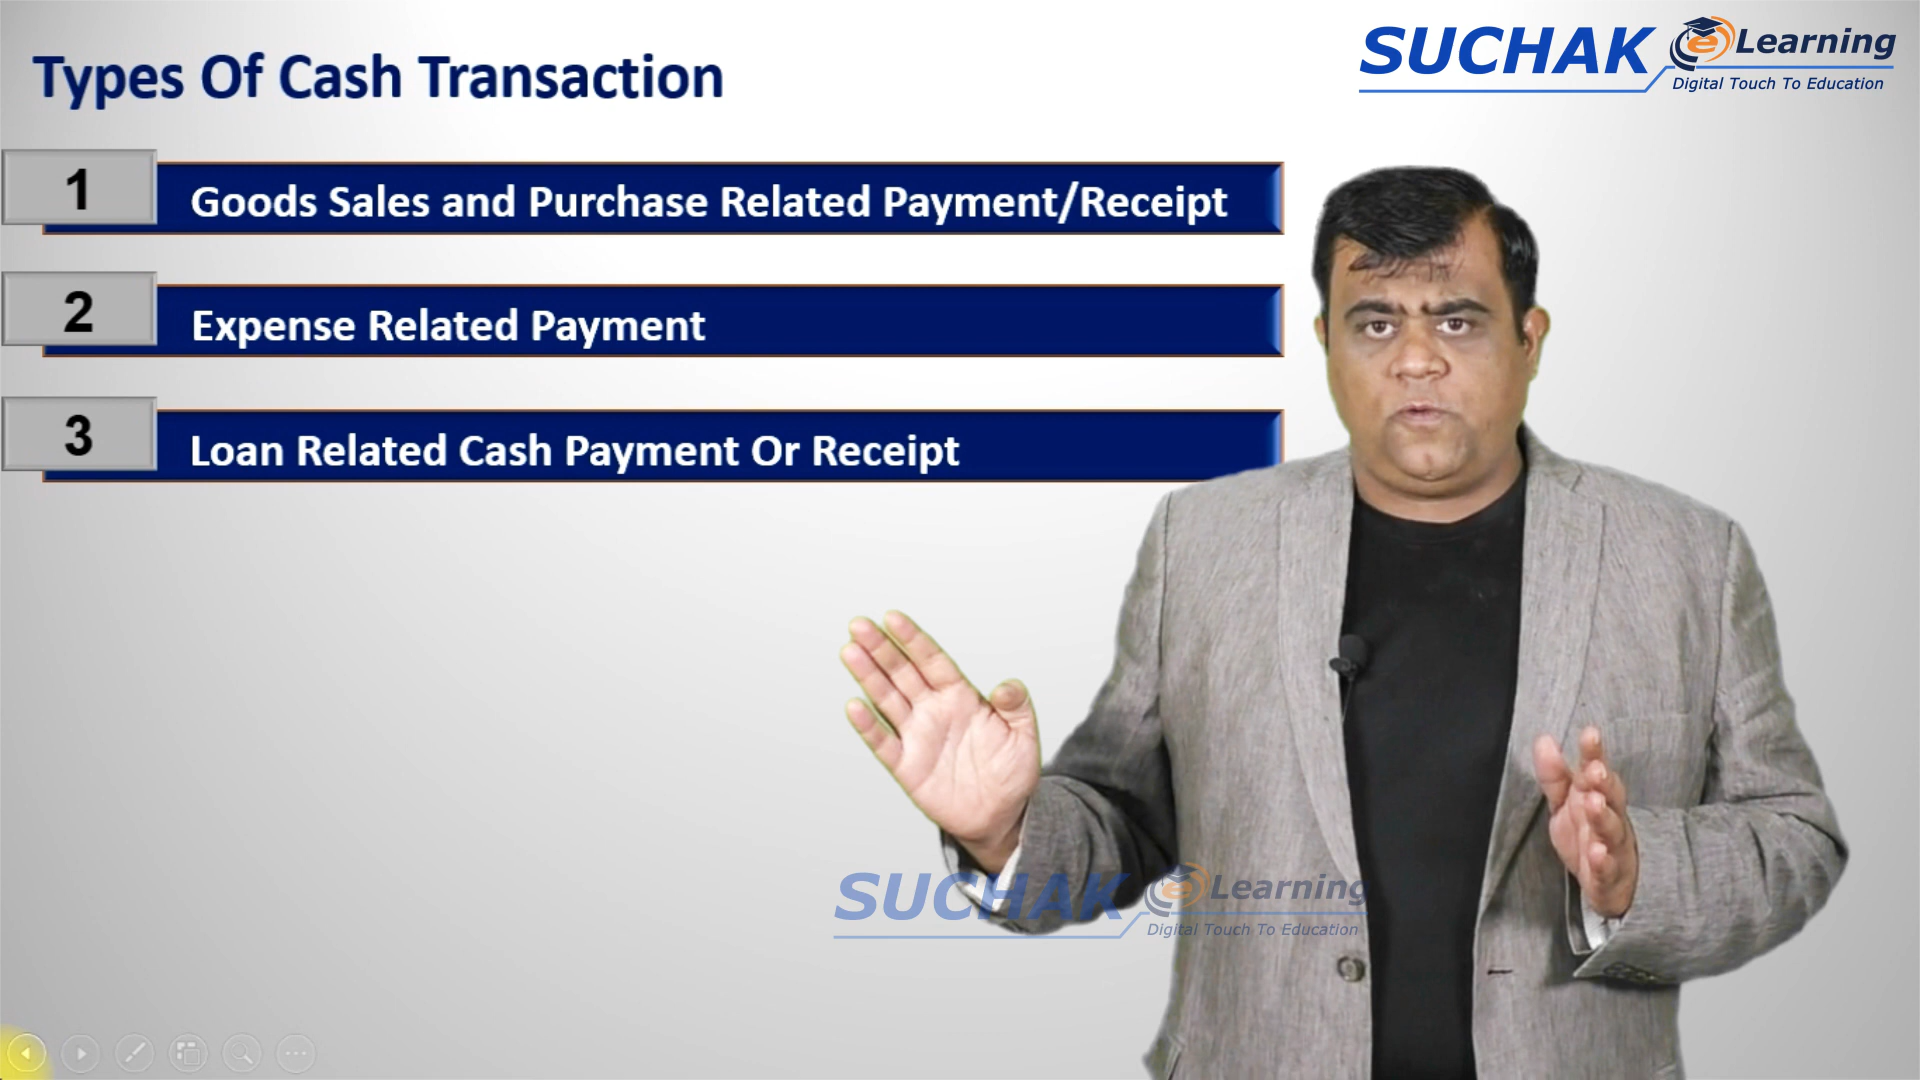 Types Of Cash Transaction
SUCHAK e Learning
Digital Touch To Education
1
Goods Sales and Purchase Related Payment/Receipt
2
Expense Related Payment
3
Loan Related Cash Payment Or Receipt
SUCHAK e Learning
Digital Touch To Education